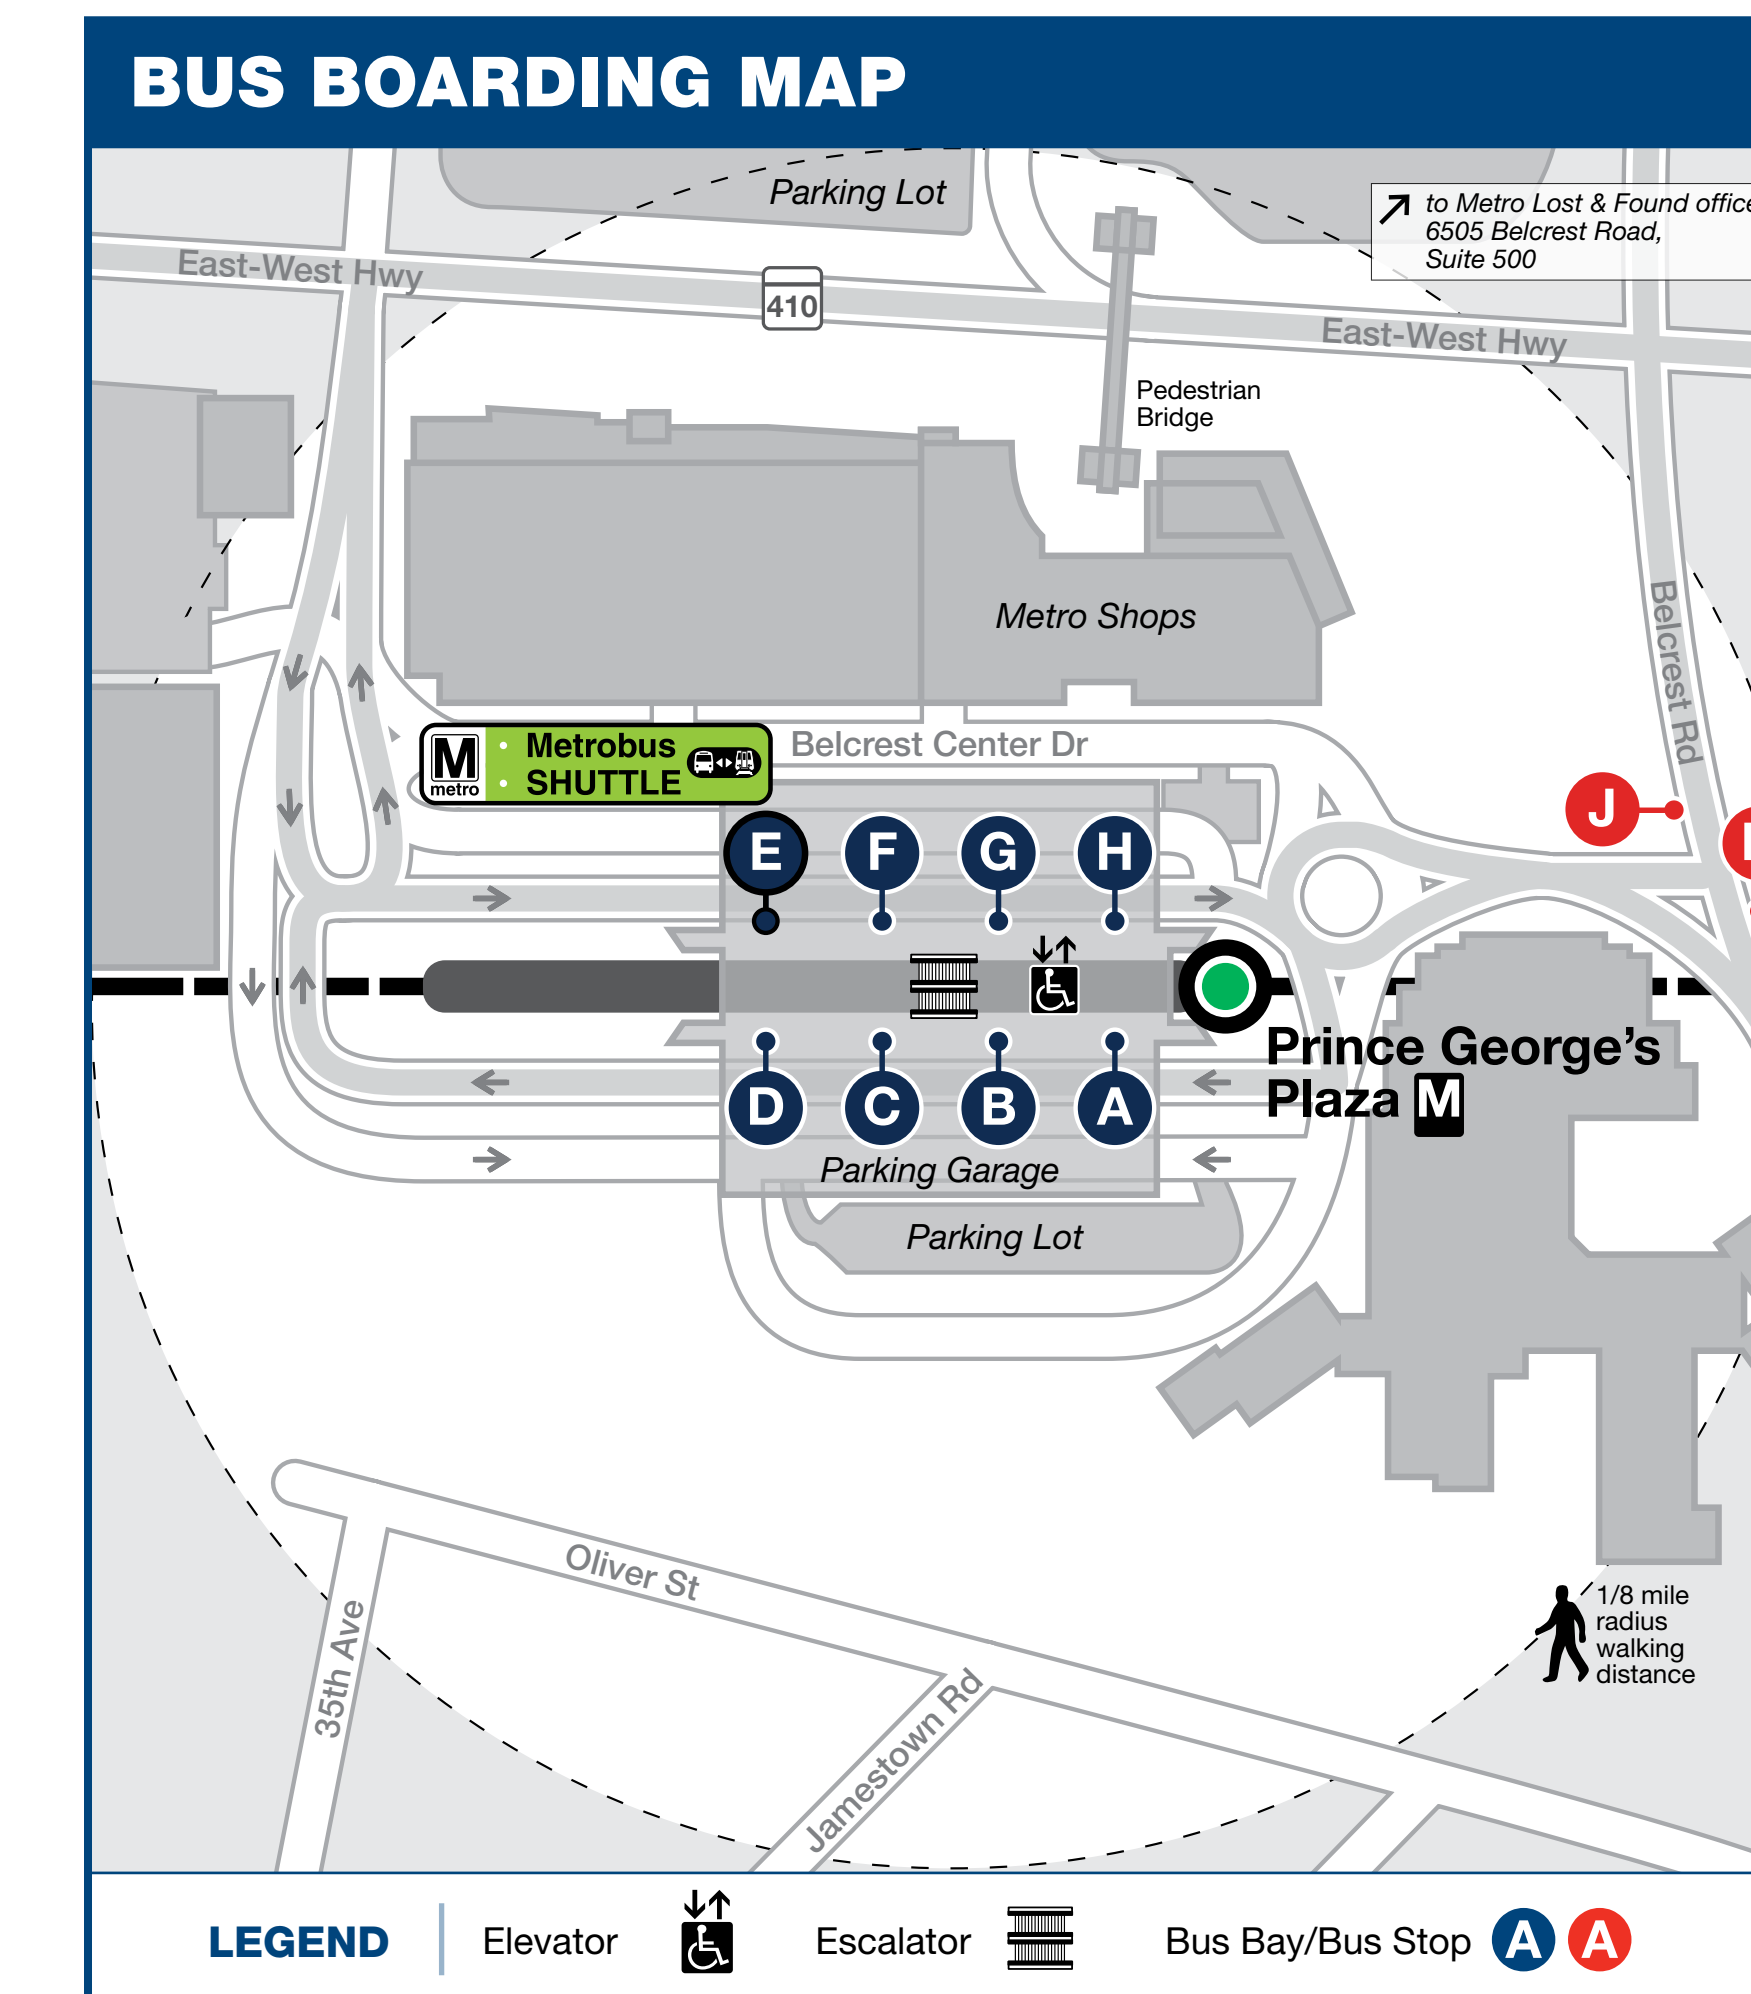 BUS BOARDING MAP
Parking Lot
to Metro Lost & Found office
6505 Belcrest Road,
Suite 500
East-West Hwy
410
East-West Hwy
Pedestrian
Bridge
Metro Shops
Belcrest Rd
M
metro
• Metrobus
• SHUTTLE
Belcrest Center Dr
J
E
F
G
H
Prince George's
Plaza M
D
C
B
A
Parking Garage
Parking Lot
Oliver St
35th Ave
Jamestown Rd
1/8 mile
radius
walking
distance
LEGEND
Elevator
Escalator
Bus Bay/Bus Stop A A